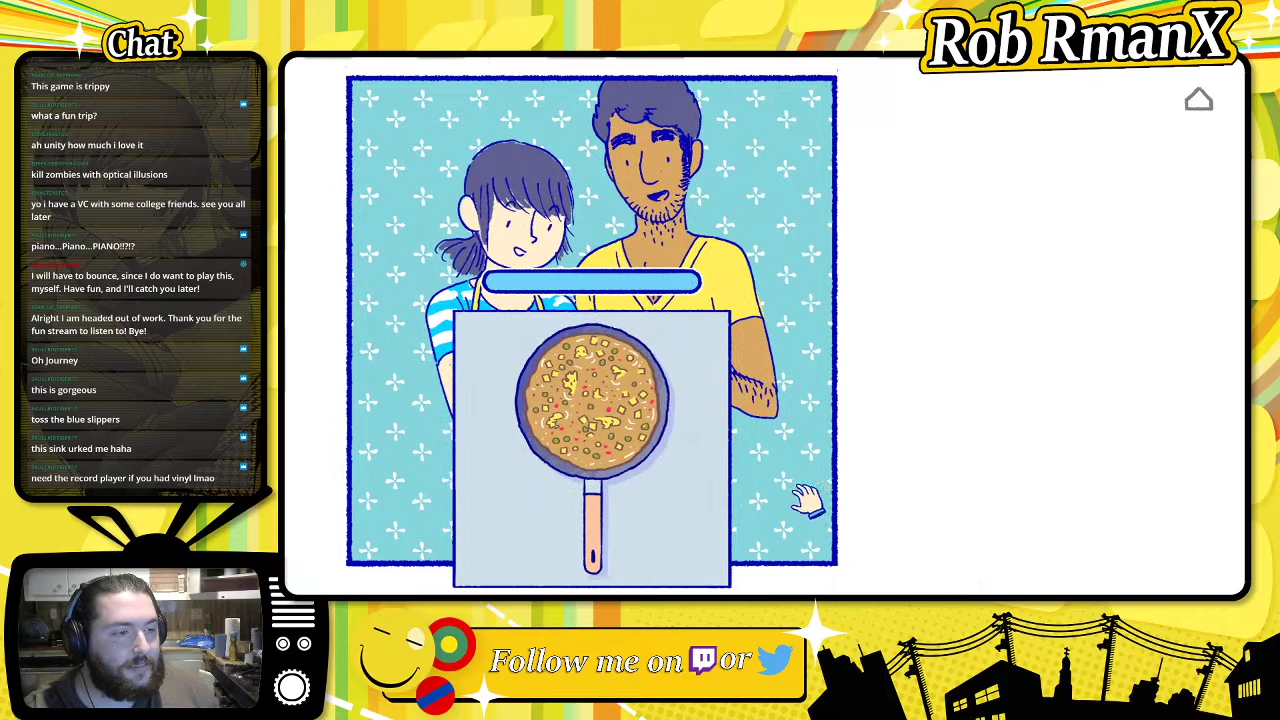 Chat
Rob RmanX
This game is trippy
what a fun trip?
ah unity how much i love it
kill zombies with optical illusions
yo i have a VC with some college friends. see you all
later
piano...Piano...PIANO!!?!?
I will have to bounce, since I do want to play this,
myself. Have fun, and I'll catch you later!
Alright I am headed out of work. Thank you for the
fun stream to listen to! Bye!
Oh Journey
this is gorgeous
toss the blue slippers
this sink urked me haha
need the record player if you had vinyl lmao
Follow me on or